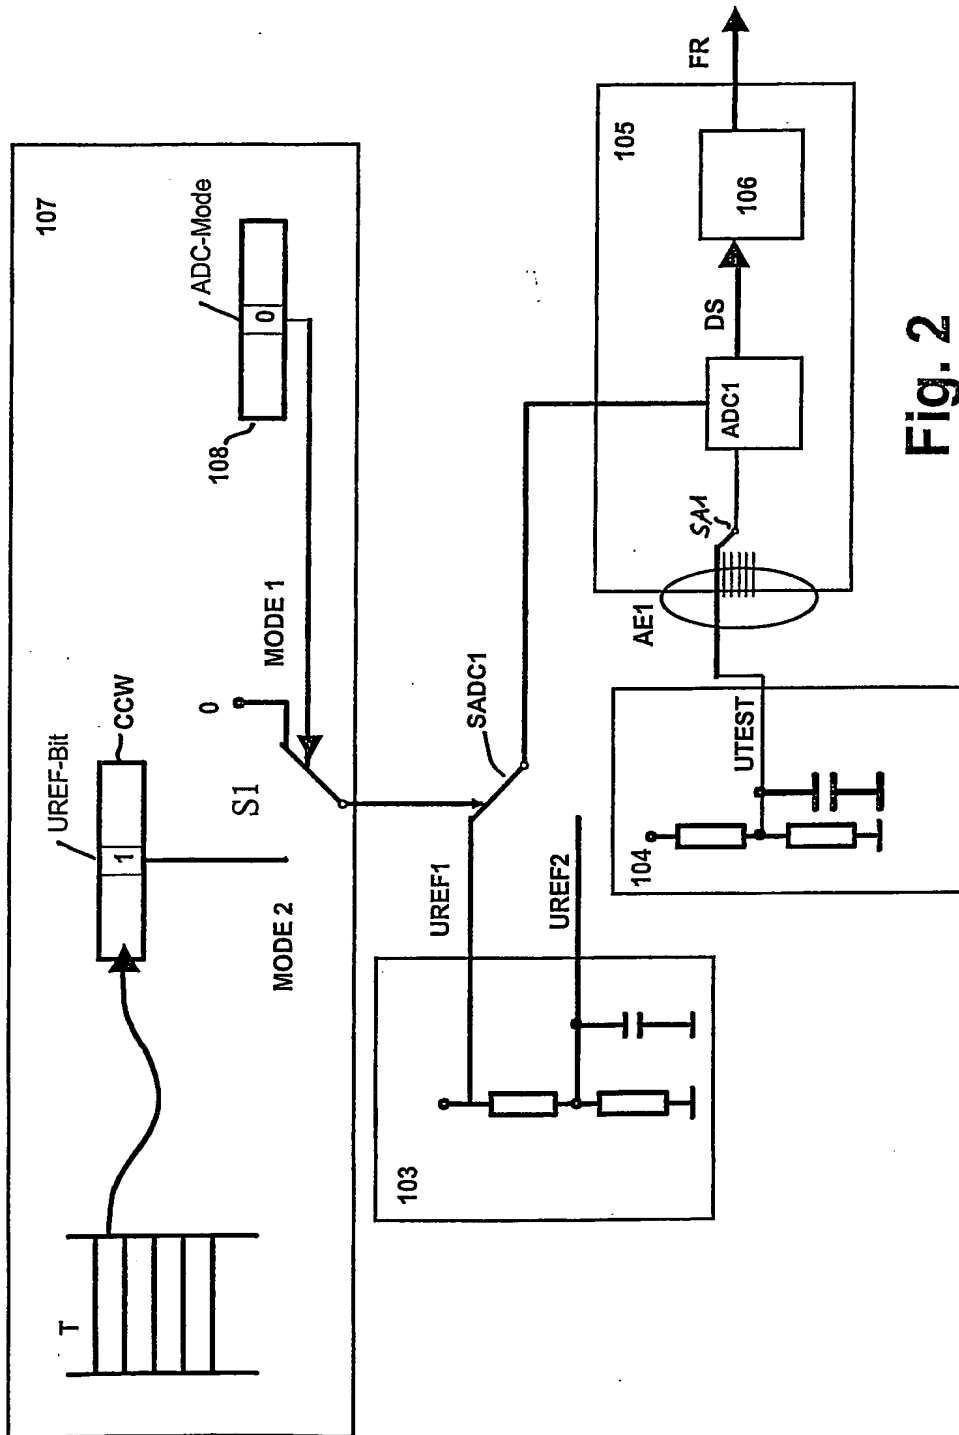 107
T
UREF-Bit
1
CCW
MODE 2
S1
0
MODE 1
ADC-Mode
0
108
103
UREF1
UREF2
SADC1
104
UTEST
AE1
SA1
105
ADC1
DS
106
FR
Fig. 2